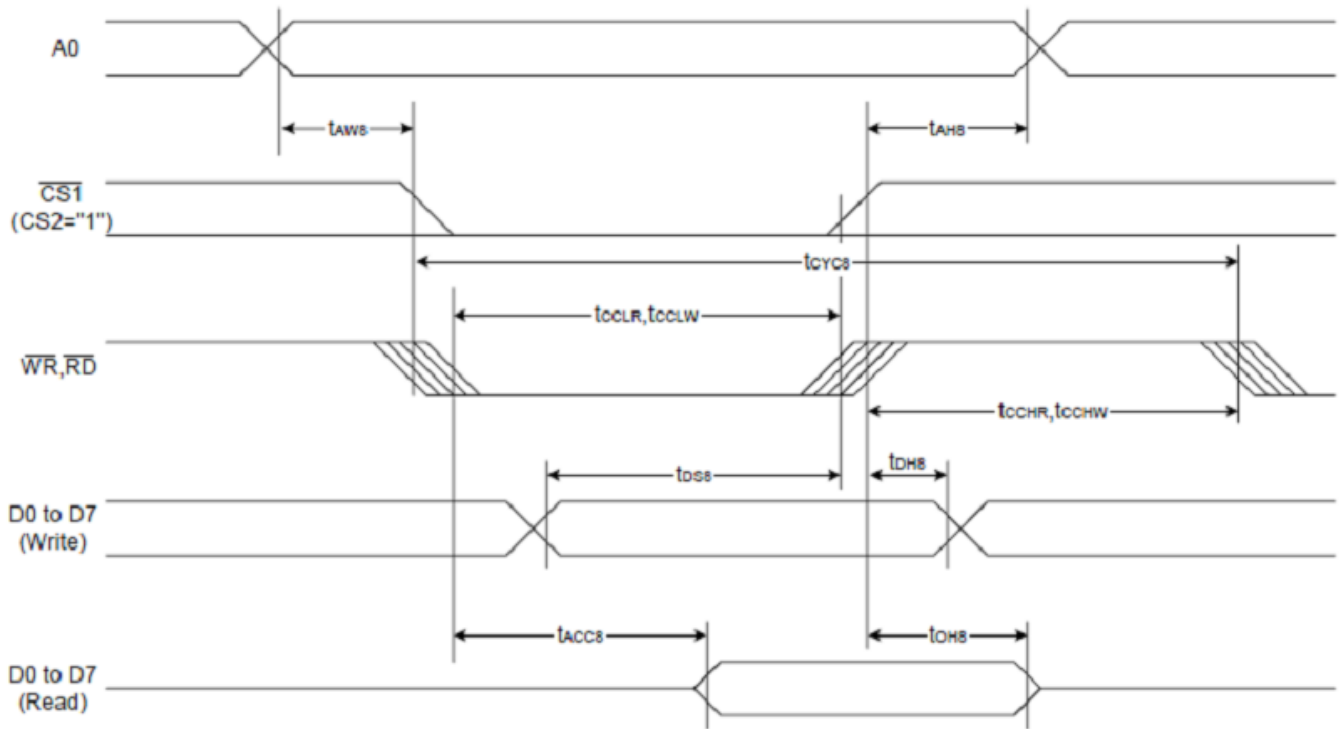 A0
tAW8
tAH8
CS1
(CS2="1")
tCYC8
tCCLR,tCCLW
WR,RD
tCCHR,tCCHW
tDS8
tDH8
D0 to D7
(Write)
tACC8
tOH8
D0 to D7
(Read)